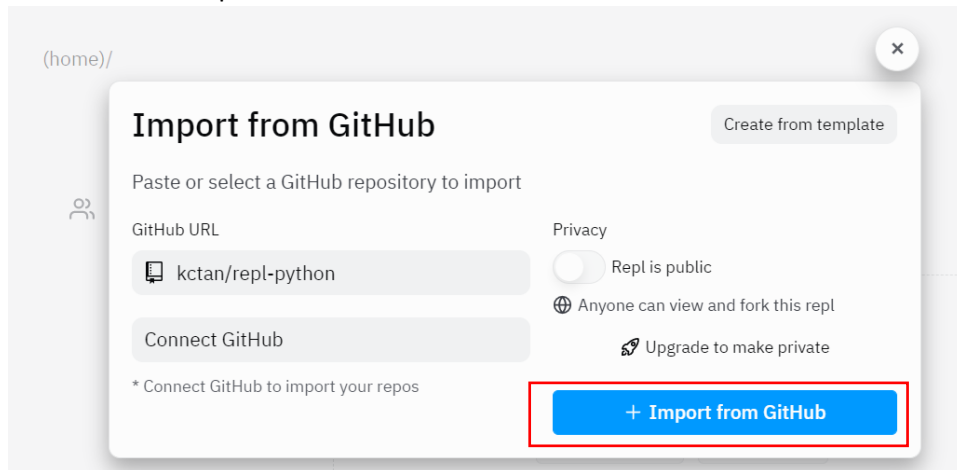 (home)/
×
Import from GitHub
Create from template
Paste or select a GitHub repository to import
GitHub URL
Privacy
kctan/repl-python
Repl is public
Anyone can view and fork this repl
Connect GitHub
Upgrade to make private
* Connect GitHub to import your repos
+ Import from GitHub